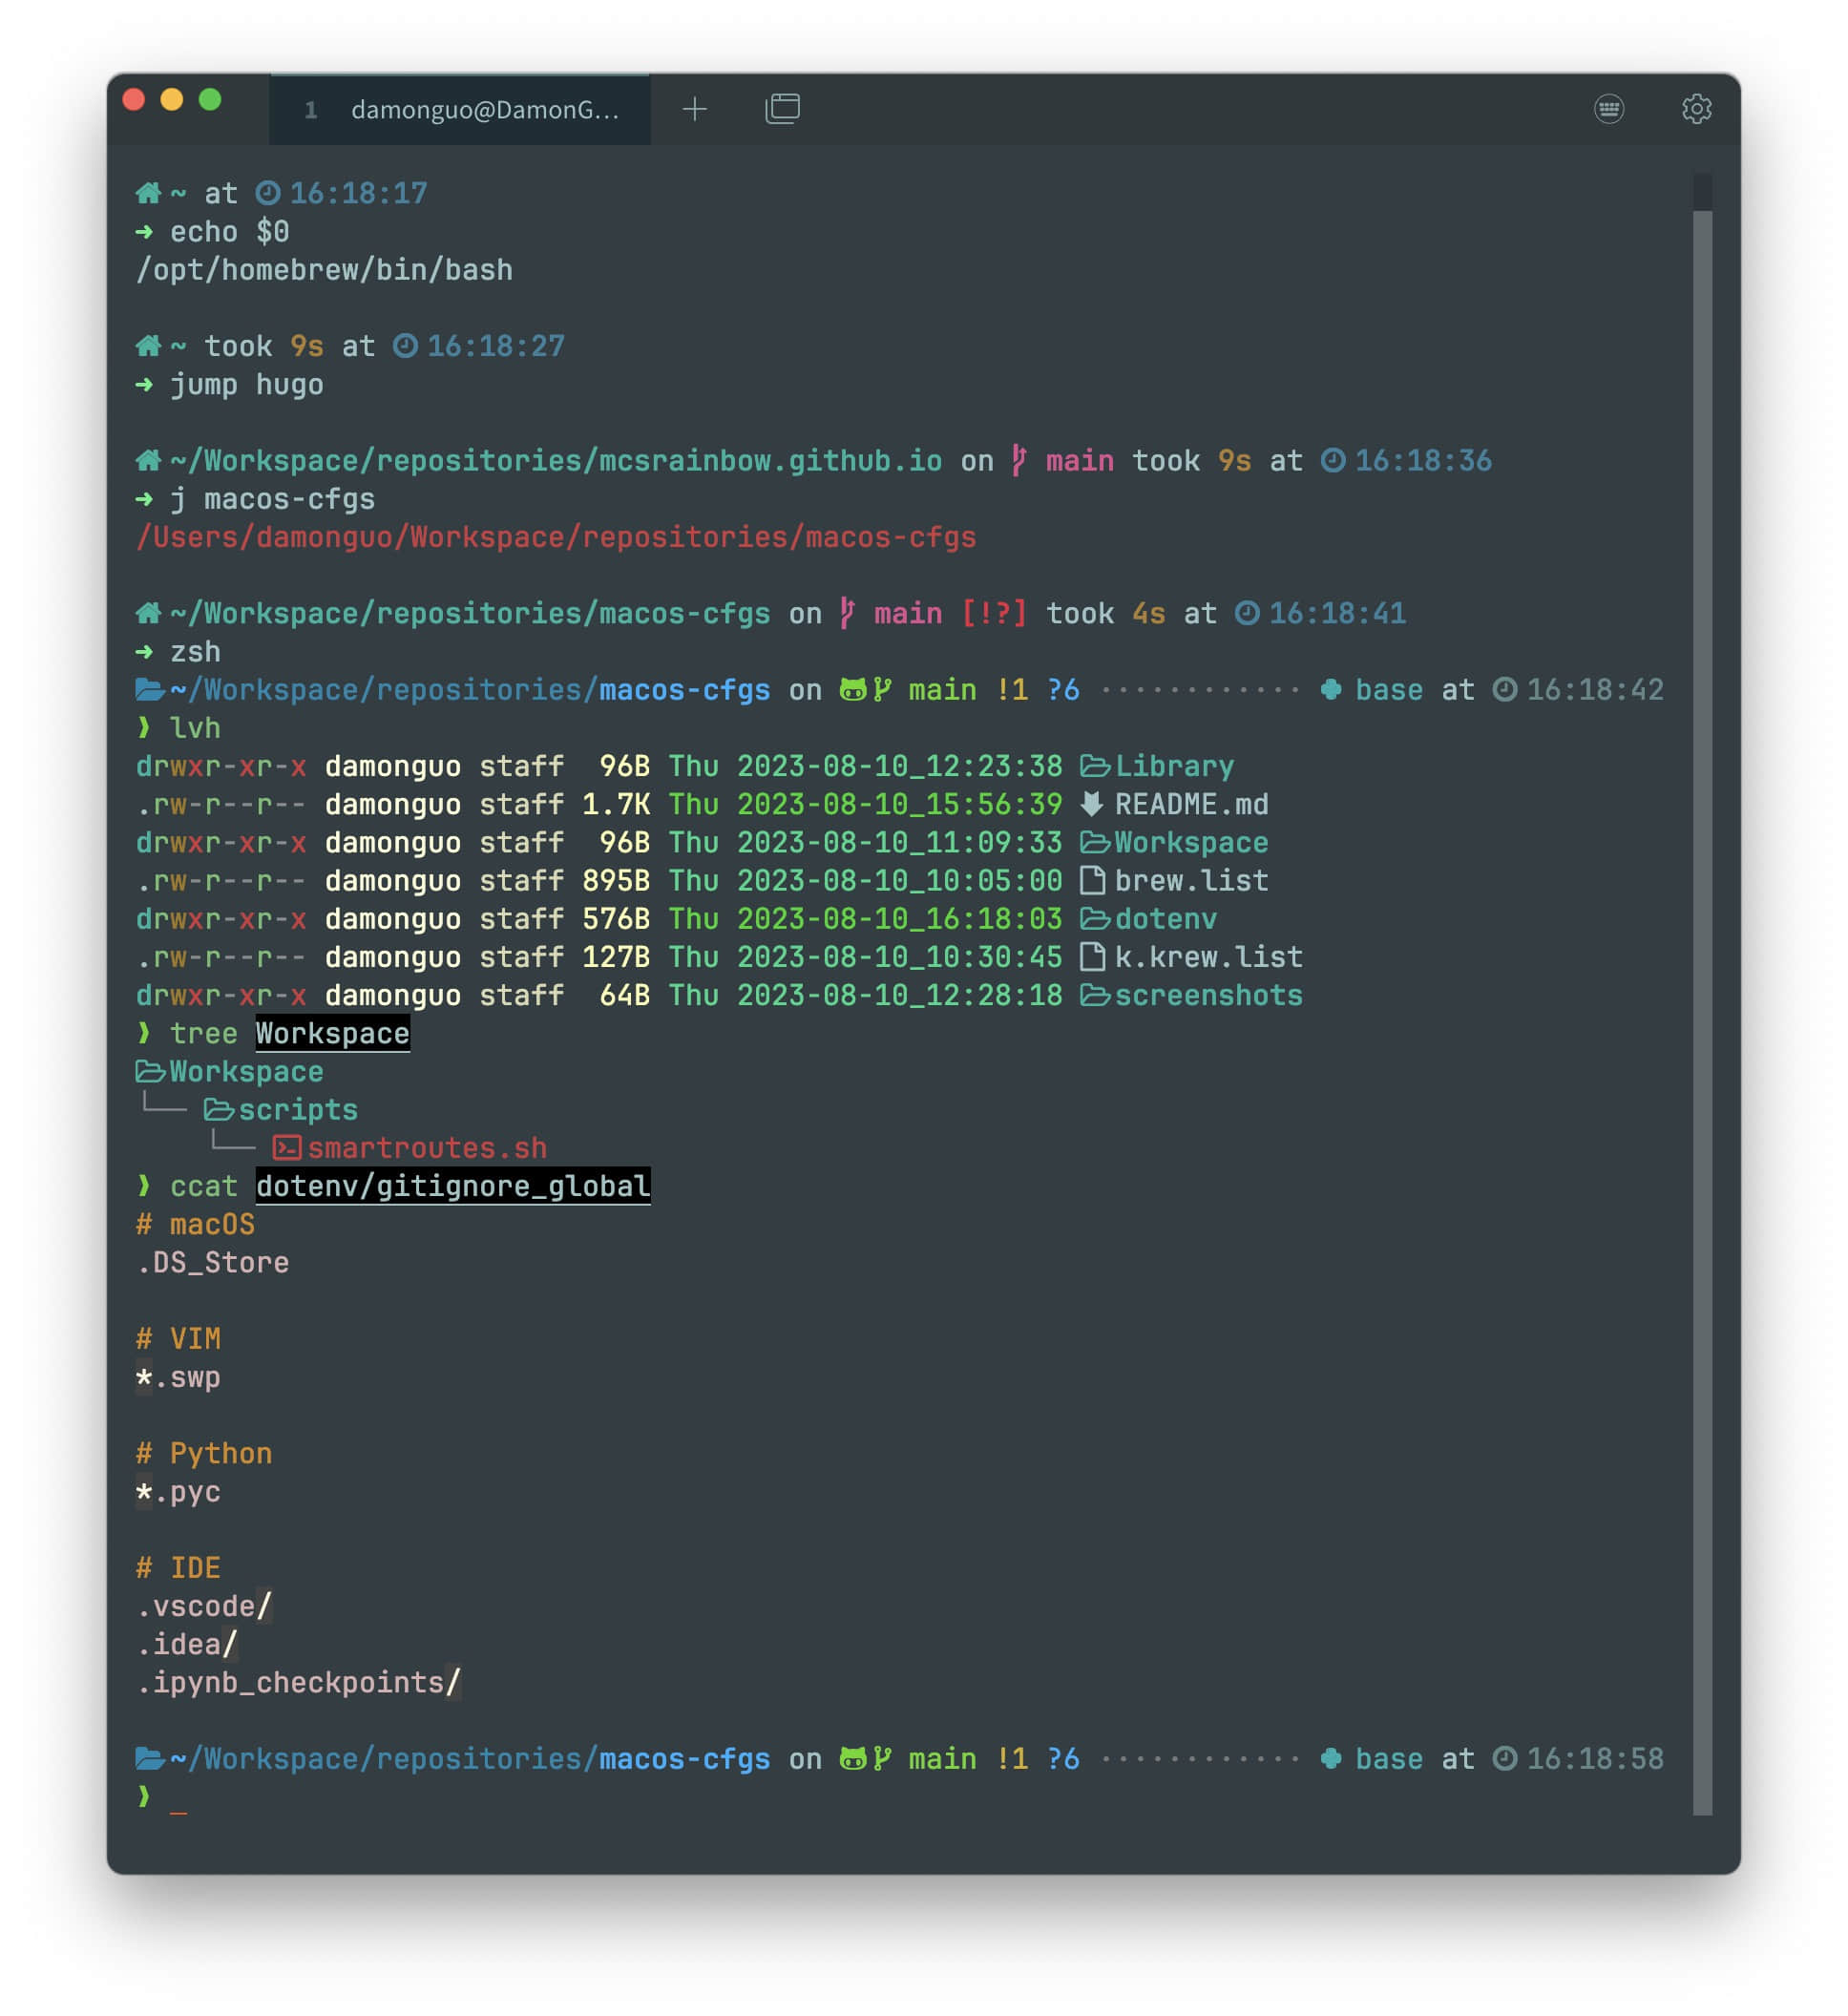 1 damonguo@DamonG...
~ at 16:18:17
➜ echo $0
/opt/homebrew/bin/bash
~ took 9s at 16:18:27
➜ jump hugo
~/Workspace/repositories/mcsrainbow.github.io on main took 9s at 16:18:36
➜ j macos-cfgs
/Users/damonguo/Workspace/repositories/macos-cfgs
~/Workspace/repositories/macos-cfgs on main [!?] took 4s at 16:18:41
➜ zsh
~/Workspace/repositories/macos-cfgs on main !1 ?6 ············ base at 16:18:42
❯ lvh
drwxr-xr-x damonguo staff 96B Thu 2023-08-10_12:23:38 Library
.rw-r--r-- damonguo staff 1.7K Thu 2023-08-10_15:56:39 README.md
drwxr-xr-x damonguo staff 96B Thu 2023-08-10_11:09:33 Workspace
.rw-r--r-- damonguo staff 895B Thu 2023-08-10_10:05:00 brew.list
drwxr-xr-x damonguo staff 576B Thu 2023-08-10_16:18:03 dotenv
.rw-r--r-- damonguo staff 127B Thu 2023-08-10_10:30:45 k.krew.list
drwxr-xr-x damonguo staff 64B Thu 2023-08-10_12:28:18 screenshots
❯ tree Workspace
Workspace
└── scripts
    └── smartroutes.sh
❯ ccat dotenv/gitignore_global
# macOS
.DS_Store
# VIM
*.swp
# Python
*.pyc
# IDE
.vscode/
.idea/
.ipynb_checkpoints/
~/Workspace/repositories/macos-cfgs on main !1 ?6 ············ base at 16:18:58
❯ _